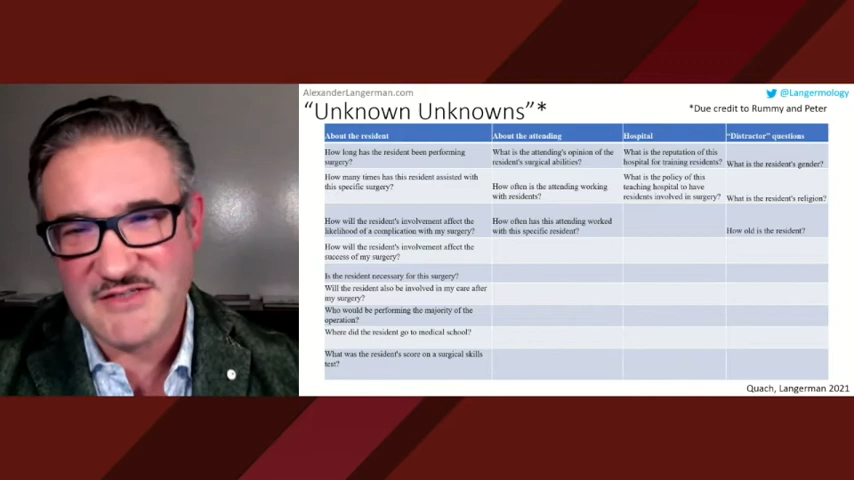 AlexanderLangerman.com
@Langermology
"Unknown Unknowns"*
*Due credit to Rummy and Peter
About the resident
About the attending
Hospital
"Distractor" questions
How long has the resident been performing
surgery?
What is the attending's opinion of the
resident's surgical abilities?
What is the reputation of this
hospital for training residents?
What is the resident's gender?
How many times has this resident assisted with
this specific surgery?
How often is the attending working
with residents?
What is the policy of this
teaching hospital to have
residents involved in surgery?
What is the resident's religion?
How will the resident's involvement affect the
likelihood of a complication with my surgery?
How often has this attending worked
with this specific resident?
How old is the resident?
How will the resident's involvement affect the
success of my surgery?
Is the resident necessary for this surgery?
Will the resident also be involved in my care after
my surgery?
Who would be performing the majority of the
operation?
Where did the resident go to medical school?
What was the resident's score on a surgical skills
test?
Quach, Langerman 2021